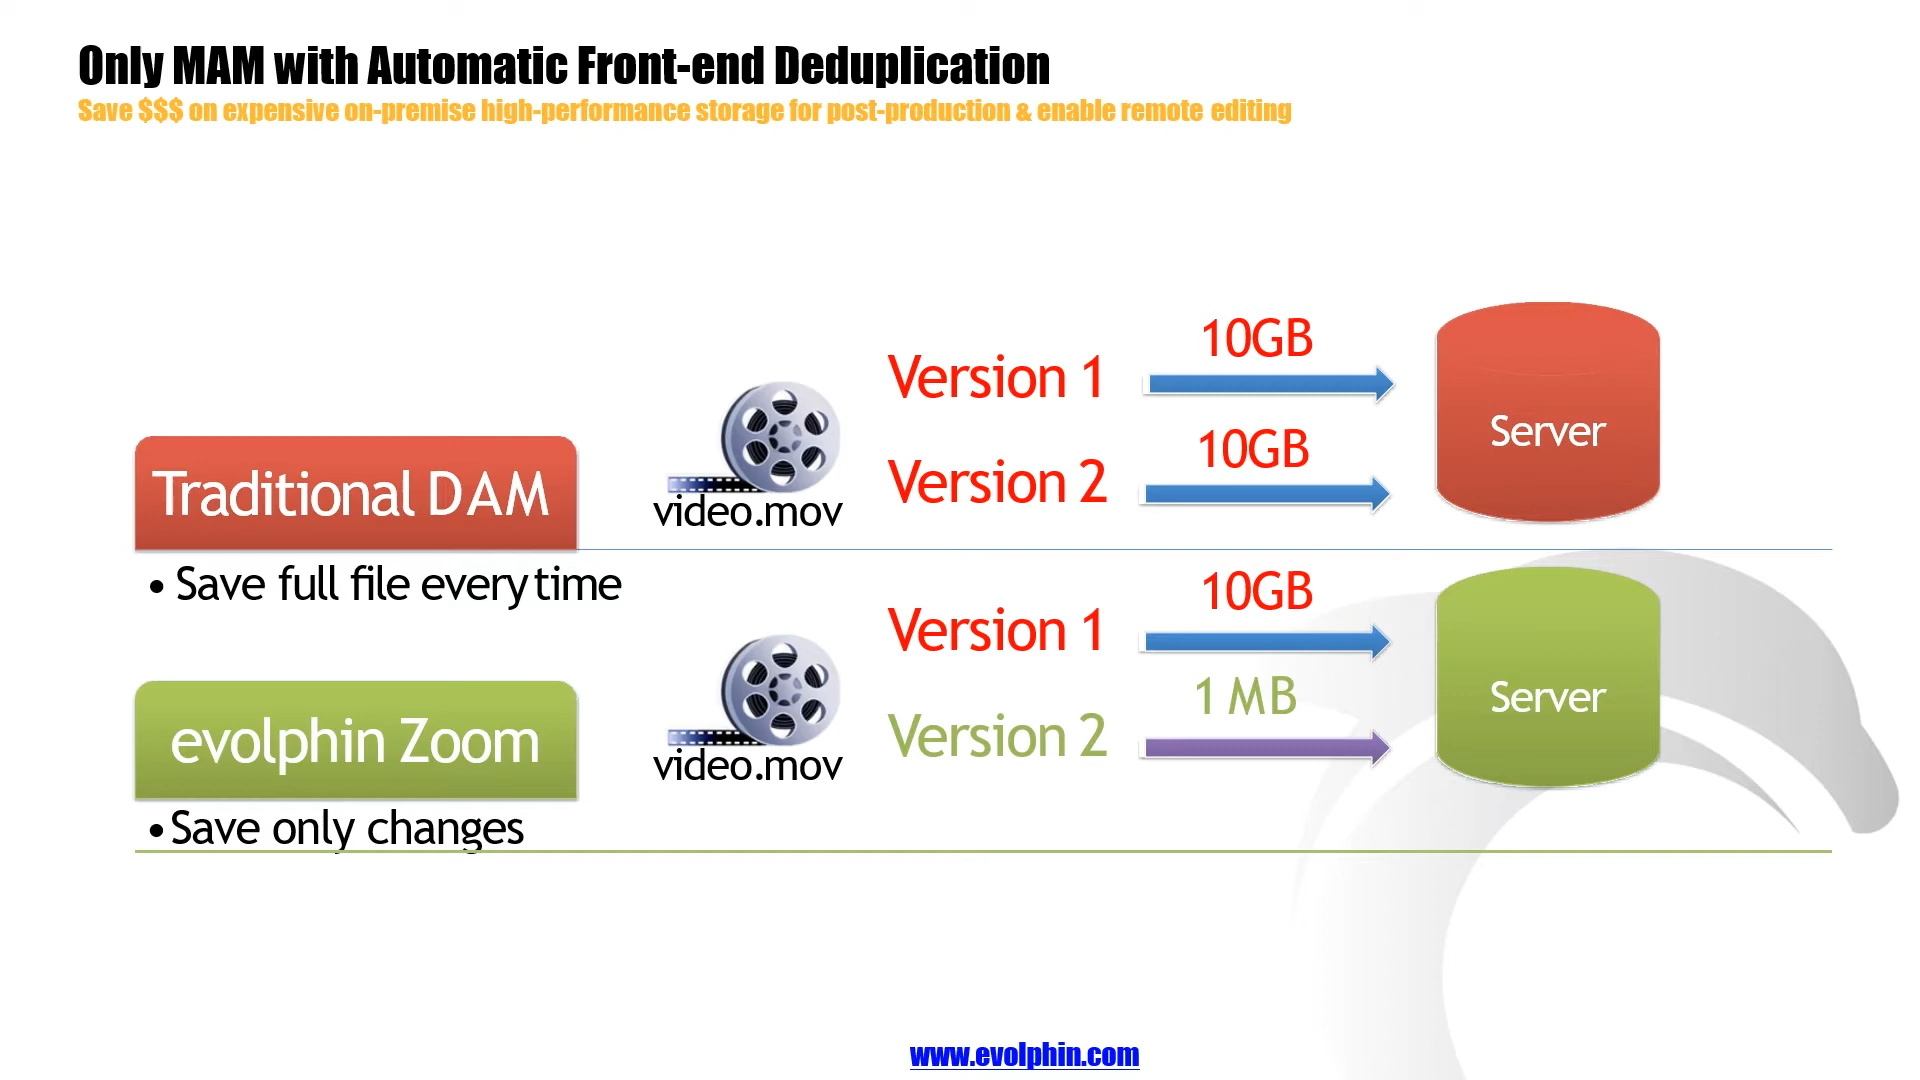 Only MAM with Automatic Front-end Deduplication
Save $$$ on expensive on-premise high-performance storage for post-production & enable remote editing
Traditional DAM
• Save full file every time
video.mov
Version 1
10GB
Version 2
10GB
Server
evolphin Zoom
• Save only changes
video.mov
Version 1
10GB
Version 2
1 MB
Server
www.evolphin.com